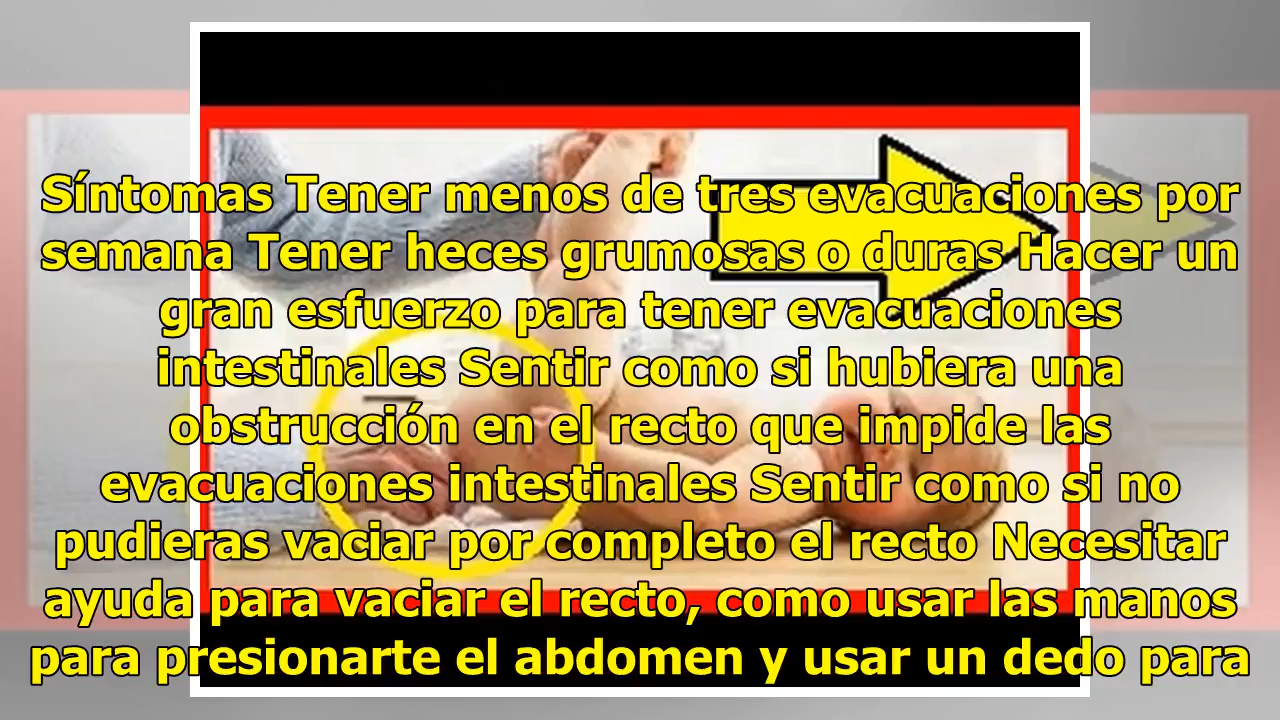 Síntomas Tener menos de tres evacuaciones por
semana Tener heces grumosas o duras Hacer un
gran esfuerzo para tener evacuaciones
intestinales Sentir como si hubiera una
obstrucción en el recto que impide las
evacuaciones intestinales Sentir como si no
pudieras vaciar por completo el recto Necesitar
ayuda para vaciar el recto, como usar las manos
para presionarte el abdomen y usar un dedo para